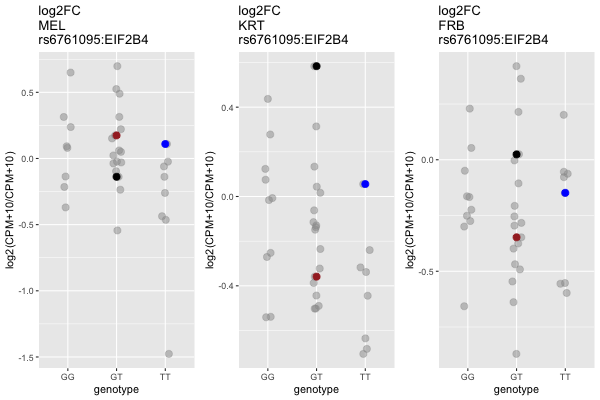 log2FC
MEL
rs6761095:EIF2B4
log2(CPM+10/CPM+10)
0.5
0.0
-0.5
-1.0
-1.5
GG GT TT
genotype
log2FC
KRT
rs6761095:EIF2B4
log2(CPM+10/CPM+10)
0.4
0.0
-0.4
GG GT TT
genotype
log2FC
FRB
rs6761095:EIF2B4
log2(CPM+10/CPM+10)
0.0
-0.5
GG GT TT
genotype